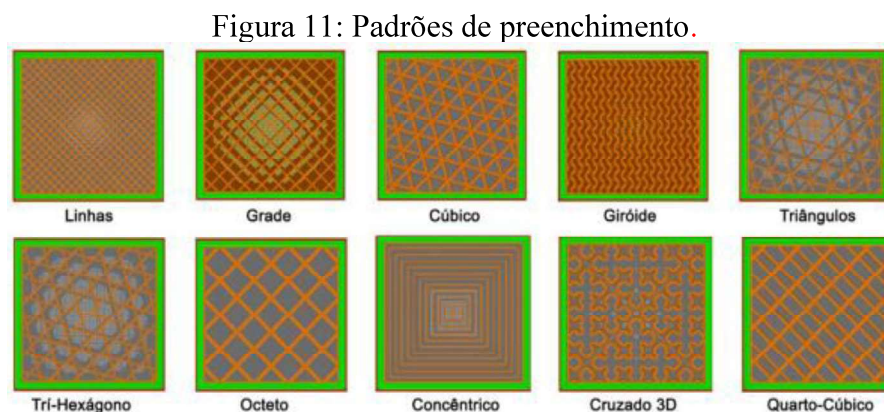 Figura 11: Padrões de preenchimento.
Linhas Grade Cúbico Giróide Triângulos
Trí-Hexágono Octeto Concêntrico Cruzado 3D Quarto-Cúbico